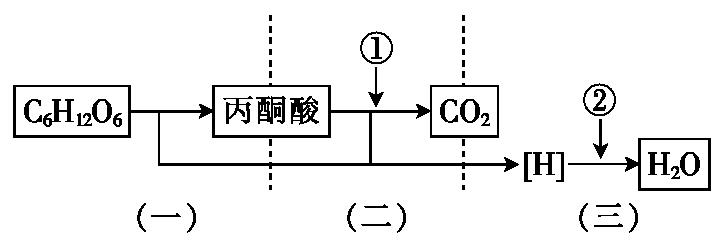 ①
C₆H₁₂O₆ 丙酮酸 CO₂ ②
[H] H₂O
(一) (二) (三)